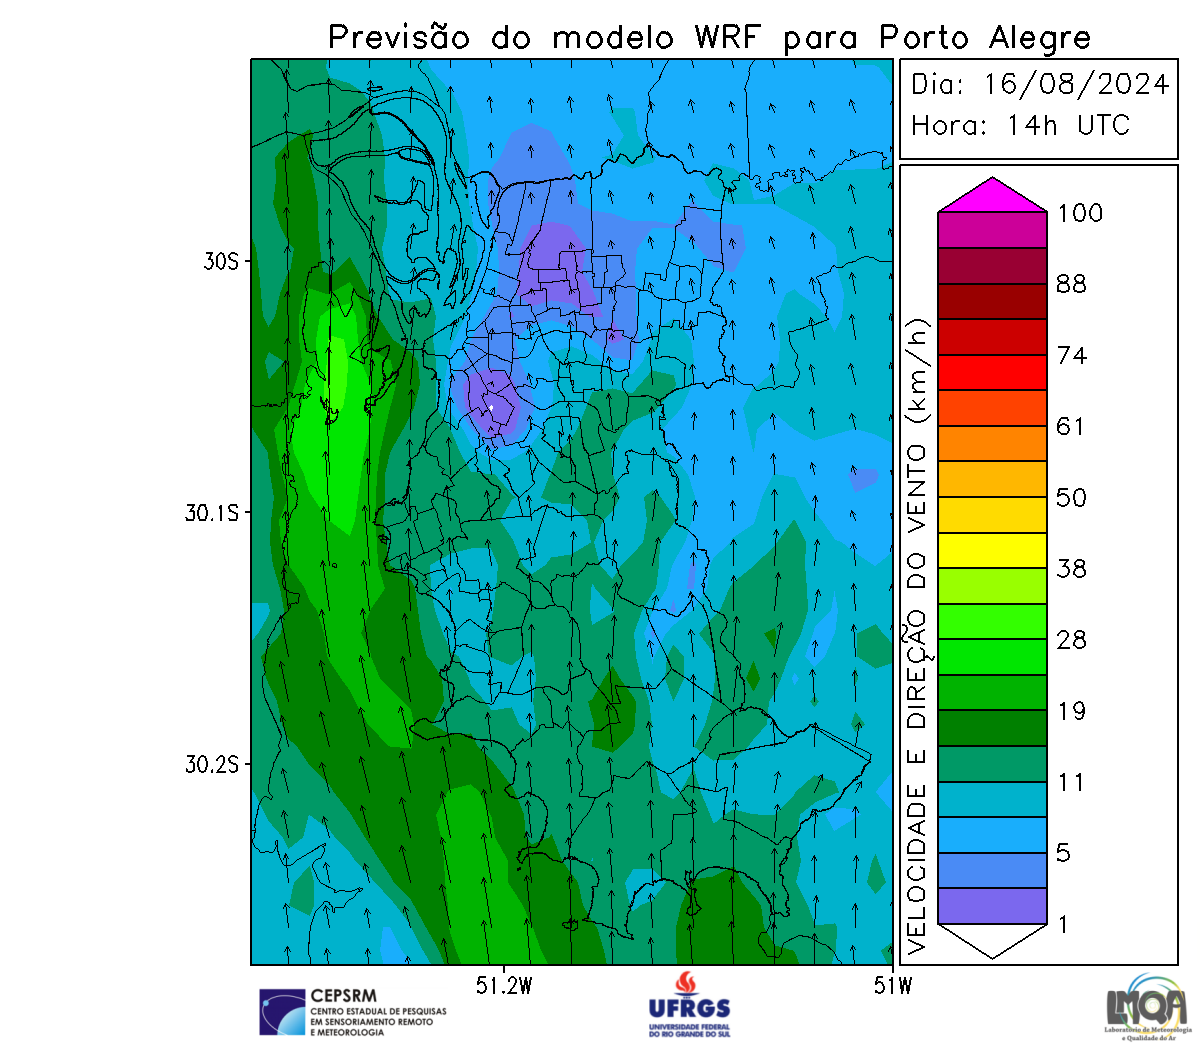 Previsão do modelo WRF para Porto Alegre
Dia: 16/08/2024
Hora: 14h UTC
100
88
74
61
50
38
28
19
11
5
1
VELOCIDADE E DIREÇÃO DO VENTO (km/h)
30S
30.1S
30.2S
51.2W
51W
CEPSRM
CENTRO ESTADUAL DE PESQUISAS
EM SENSORIAMENTO REMOTO
E METEOROLOGIA
UFRGS
UNIVERSIDADE FEDERAL
DO RIO GRANDE DO SUL
LMQA
Laboratório de Meteorologia
e Qualidade do Ar